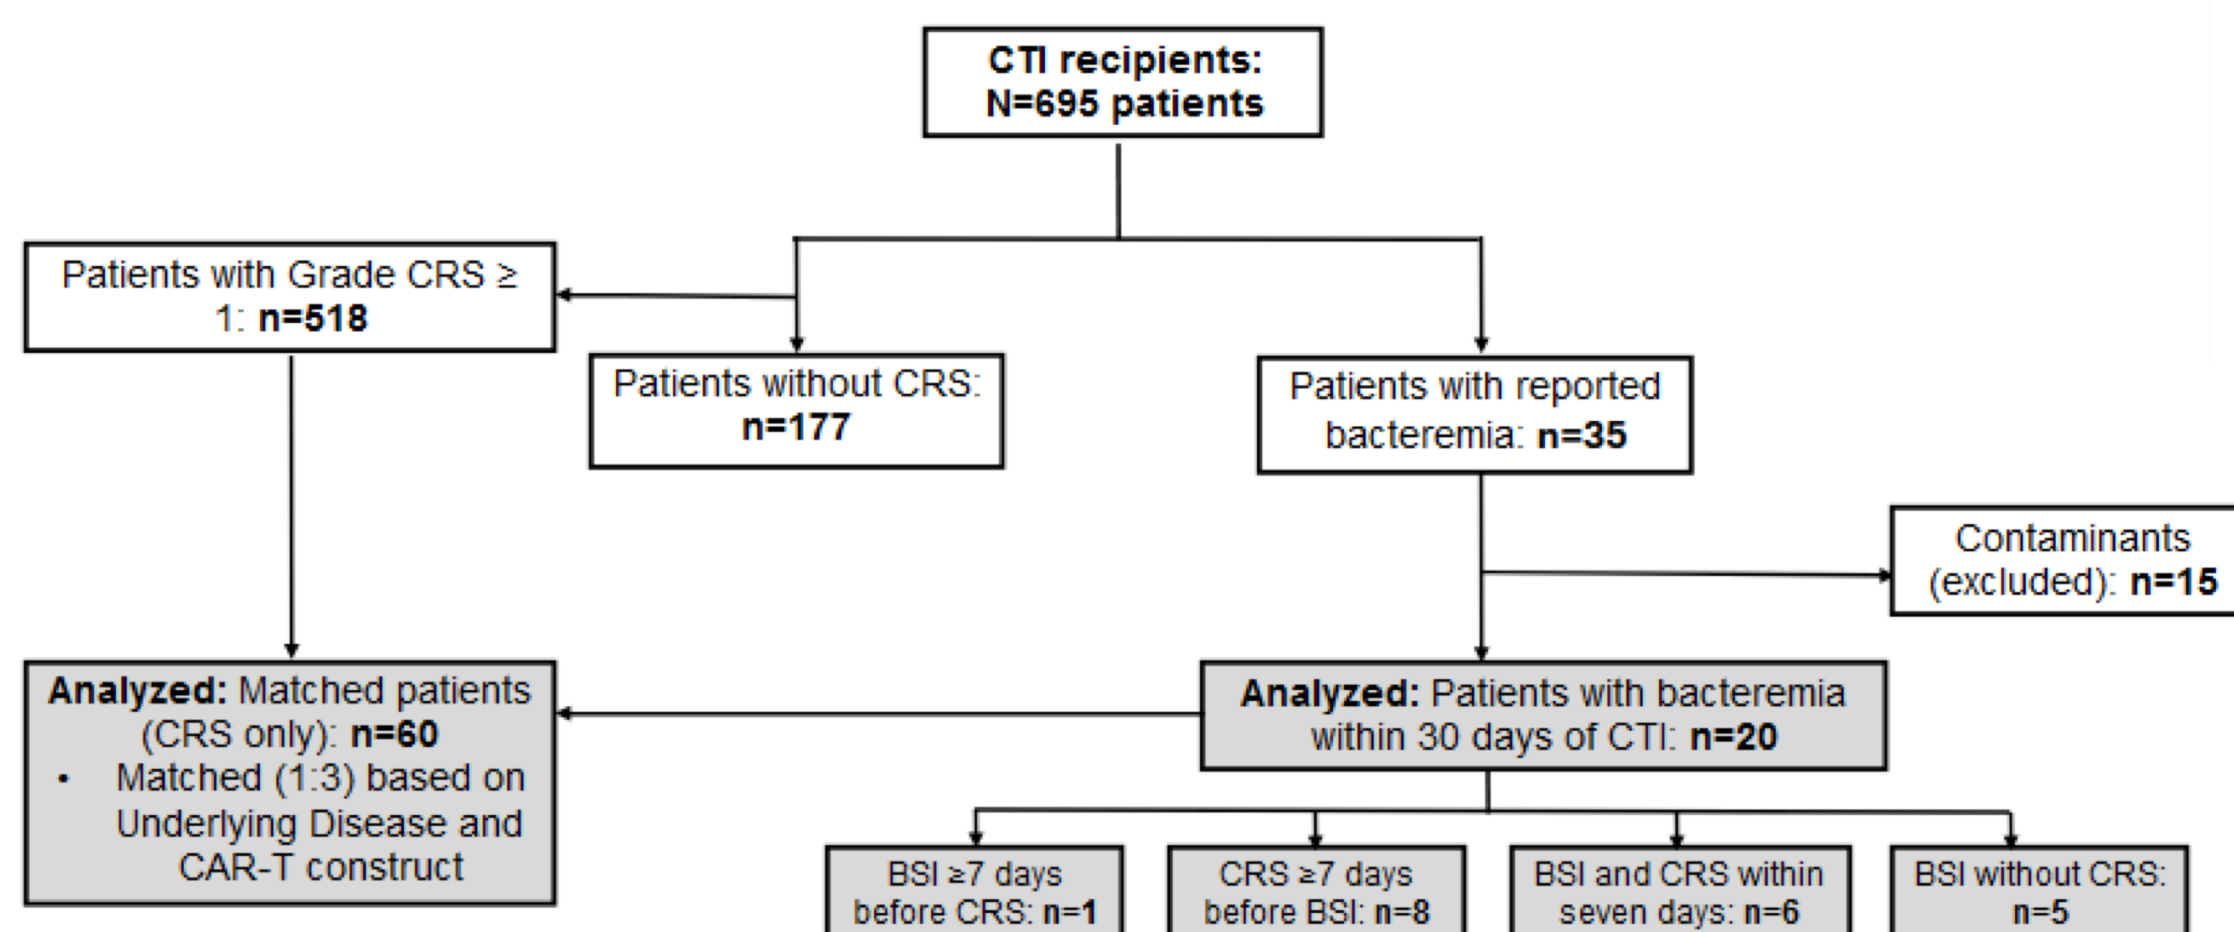 CTI recipients:
N=695 patients
Patients with Grade CRS ≥
1: n=518
Patients without CRS:
n=177
Patients with reported
bacteremia: n=35
Contaminants
(excluded): n=15
Analyzed: Matched patients
(CRS only): n=60
• Matched (1:3) based on
Underlying Disease and
CAR-T construct
Analyzed: Patients with bacteremia
within 30 days of CTI: n=20
BSI ≥7 days
before CRS: n=1
CRS ≥7 days
before BSI: n=8
BSI and CRS within
seven days: n=6
BSI without CRS:
n=5